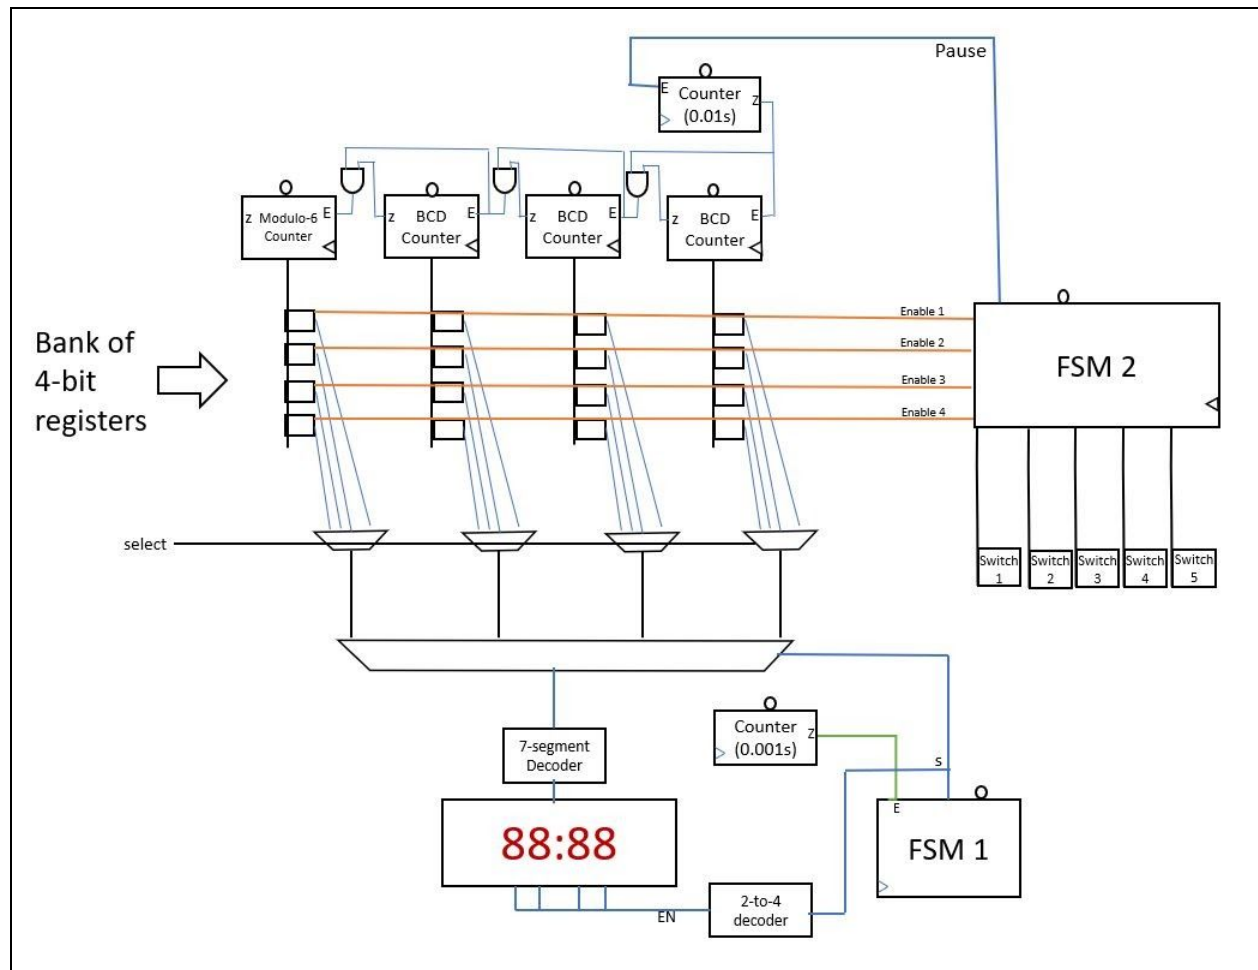 Pause
E
Counter
Z
(0.01s)
z
Modulo-6
E
Counter
z
BCD
E
Counter
z
BCD
E
Counter
z
BCD
E
Counter
Bank of
4-bit
registers
Enable 1
Enable 2
Enable 3
Enable 4
FSM 2
select
Switch
1
Switch
2
Switch
3
Switch
4
Switch
5
Counter
Z
(0.001s)
7-segment
Decoder
s
E
FSM 1
88:88
EN
2-to-4
decoder